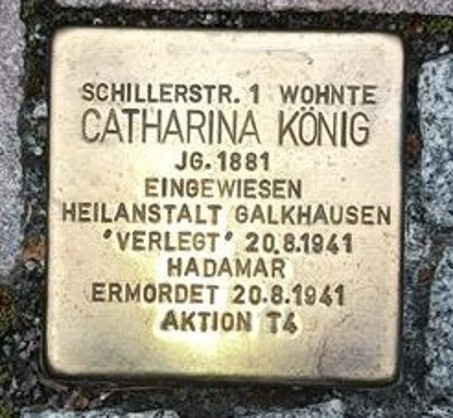 SCHILLERSTR. 1 WOHNTE
CATHARINA KÖNIG
JG. 1881
EINGEWIESEN
HEILANSTALT GALKHAUSEN
"VERLEGT" 20.8.1941
HADAMAR
ERMORDET 20.8.1941
AKTION T4